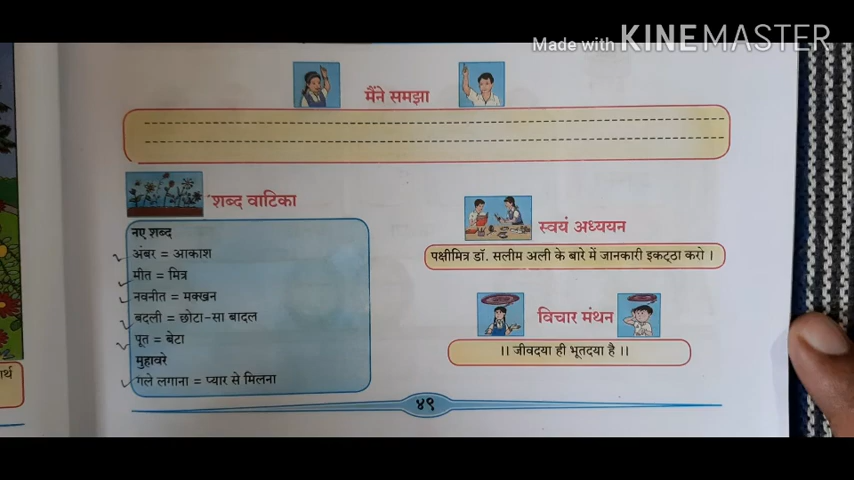 Made with KINEMASTER
मैंने समझा
शब्द वाटिका
नए शब्द
अंबर = आकाश
मीत = मित्र
नवनीत = मक्खन
बदली = छोटा-सा बादल
पूत = बेटा
मुहावरे
गले लगाना = प्यार से मिलना
स्वयं अध्ययन
पक्षीमित्र डॉ. सलीम अली के बारे में जानकारी इकट्ठा करो ।
विचार मंथन
।। जीवदया ही भूतदया है ।।
४९
र्थ